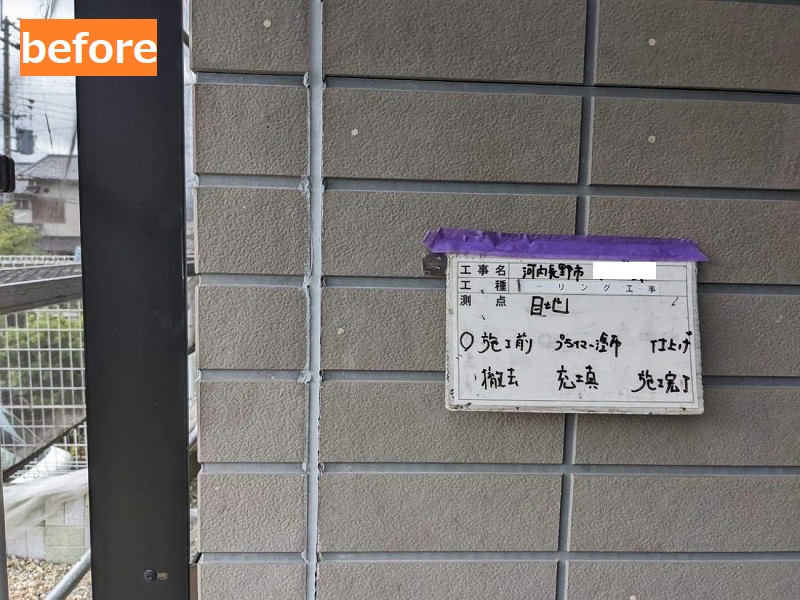 before
工事名 河内長野市
工種 ーリング工事
測点 目地
○施工前 プライマー塗布 仕上げ
撤去 充填 施工完了